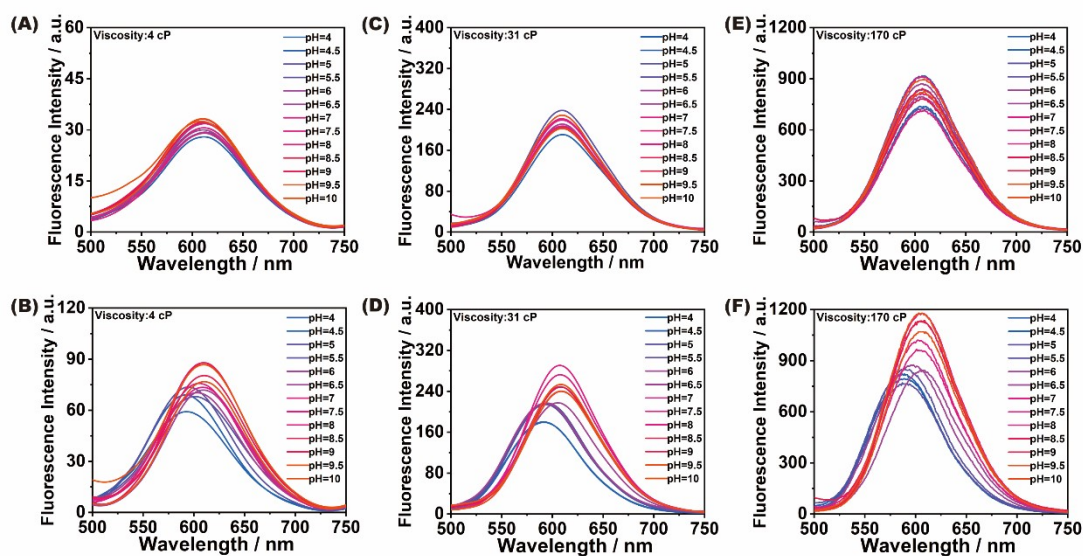 (A)
Viscosity:4 cP
Fluorescence Intensity / a.u.
60
45
30
15
0
500 550 600 650 700 750
Wavelength / nm
pH=4
pH=4.5
pH=5
pH=5.5
pH=6
pH=6.5
pH=7
pH=7.5
pH=8
pH=8.5
pH=9
pH=9.5
pH=10
(C)
Viscosity:31 cP
Fluorescence Intensity / a.u.
400
320
240
160
80
0
500 550 600 650 700 750
Wavelength / nm
pH=4
pH=4.5
pH=5
pH=5.5
pH=6
pH=6.5
pH=7
pH=7.5
pH=8
pH=8.5
pH=9
pH=9.5
pH=10
(E)
Viscosity:170 cP
Fluorescence Intensity / a.u.
1200
900
600
300
0
500 550 600 650 700 750
Wavelength / nm
pH=4
pH=4.5
pH=5
pH=5.5
pH=6
pH=6.5
pH=7
pH=7.5
pH=8
pH=8.5
pH=9
pH=9.5
pH=10
(B)
Viscosity:4 cP
Fluorescence Intensity / a.u.
120
90
60
30
0
500 550 600 650 700 750
Wavelength / nm
pH=4
pH=4.5
pH=5
pH=5.5
pH=6
pH=6.5
pH=7
pH=7.5
pH=8
pH=8.5
pH=9
pH=9.5
pH=10
(D)
Viscosity:31 cP
Fluorescence Intensity / a.u.
400
320
240
160
80
0
500 550 600 650 700 750
Wavelength / nm
pH=4
pH=4.5
pH=5
pH=5.5
pH=6
pH=6.5
pH=7
pH=7.5
pH=8
pH=8.5
pH=9
pH=9.5
pH=10
(F)
Viscosity:170 cP
Fluorescence Intensity / a.u.
1200
1000
800
600
400
200
0
500 550 600 650 700 750
Wavelength / nm
pH=4
pH=4.5
pH=5
pH=5.5
pH=6
pH=6.5
pH=7
pH=7.5
pH=8
pH=8.5
pH=9
pH=9.5
pH=10